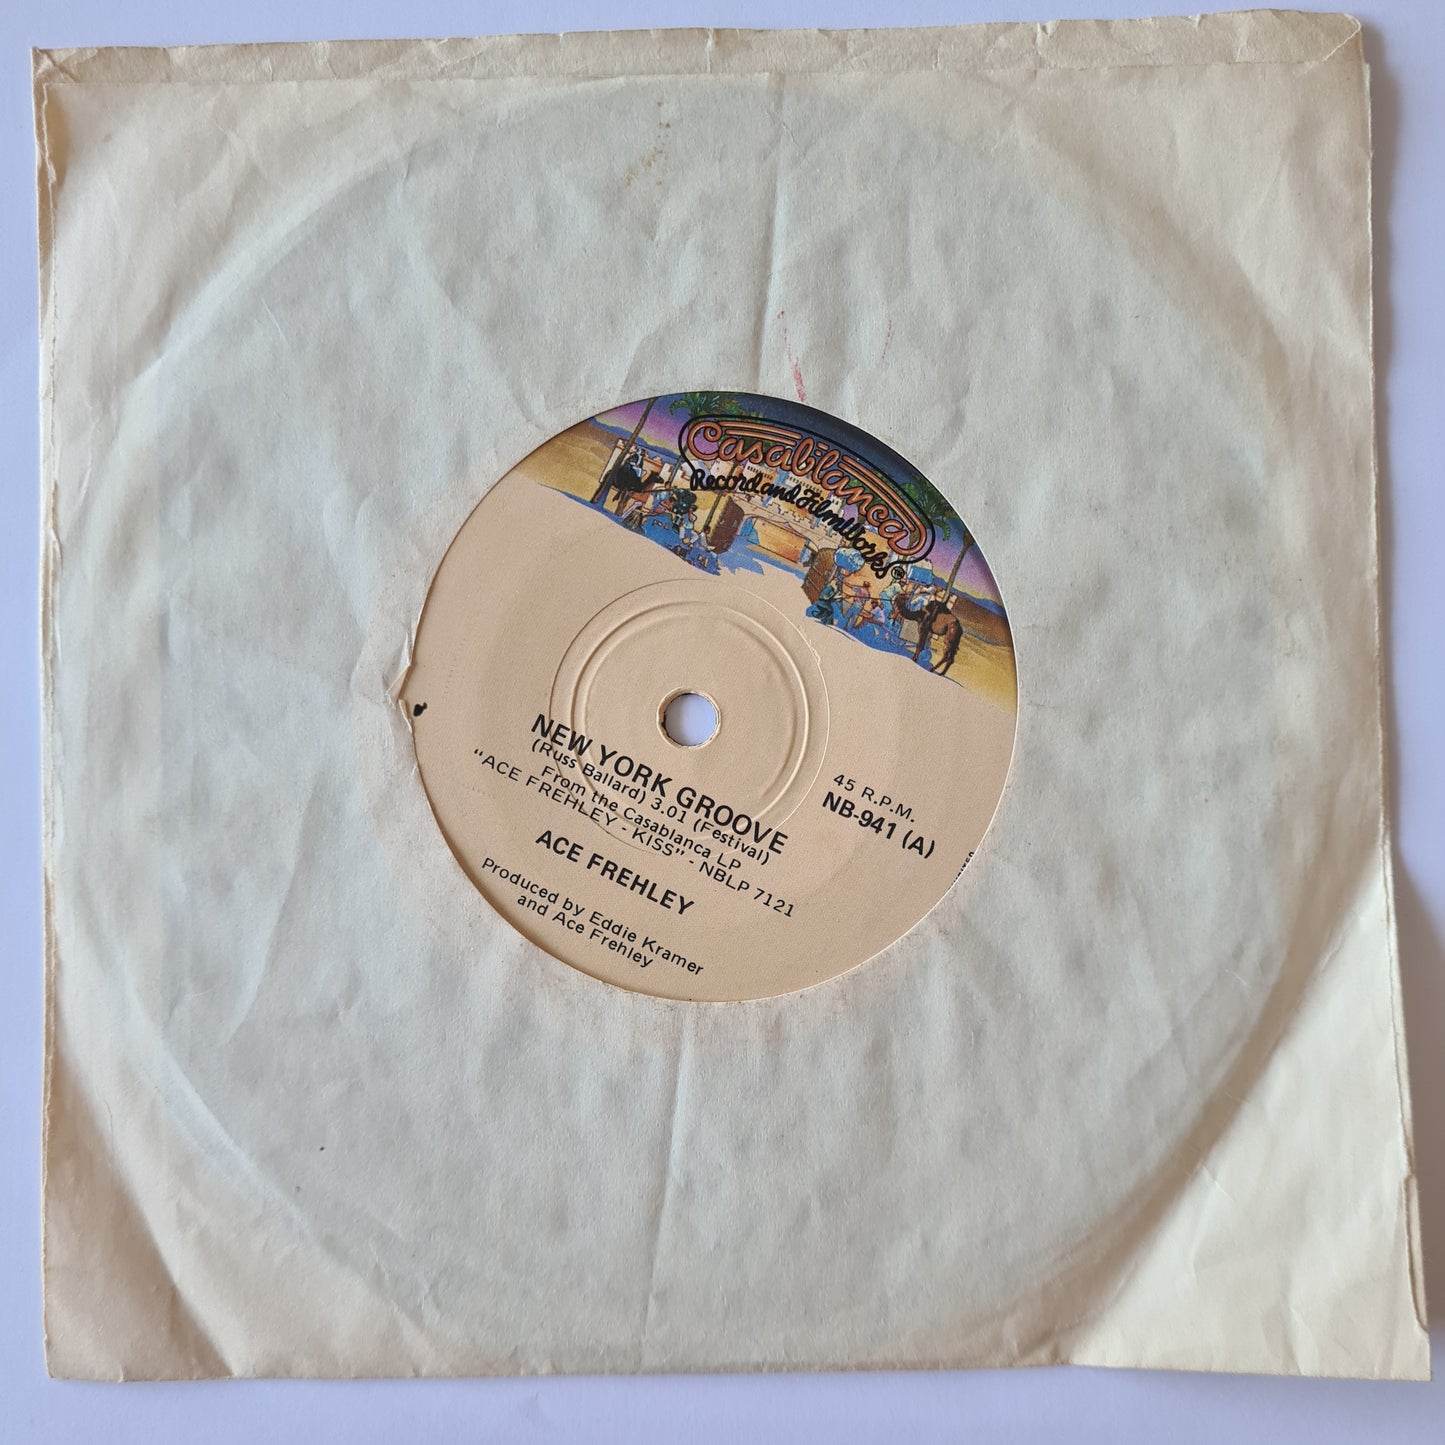 Casablanca
Record and FilmWorks
NEW YORK GROOVE
(Russ Ballard) 3.01 (Festival)
From the Casablanca LP
"ACE FREHLEY - KISS" - NBLP 7121
ACE FREHLEY
Produced by Eddie Kramer
and Ace Frehley
45 R.P.M.
NB-941 (A)